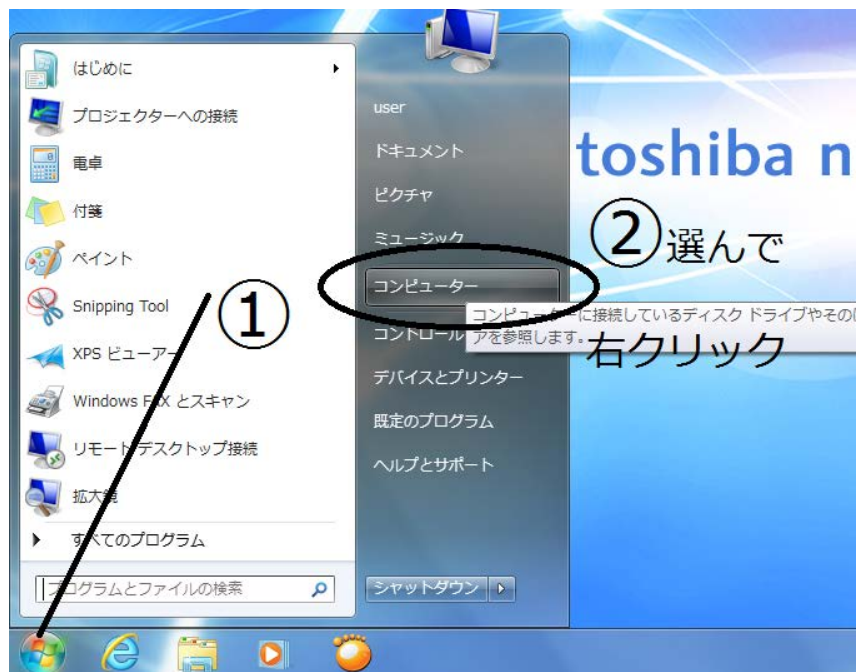 はじめに
プロジェクターへの接続
電卓
付箋
ペイント
Snipping Tool
XPS ビューアー
Windows FAX とスキャン
リモート デスクトップ接続
拡大鏡
すべてのプログラム
プログラムとファイルの検索
user
ドキュメント
ピクチャ
ミュージック
コンピューター
コントロール
デバイスとプリンター
既定のプログラム
ヘルプとサポート
シャットダウン
コンピューターに接続しているディスク ドライブやその
アを参照します。
toshiba n
①
②選んで
右クリック